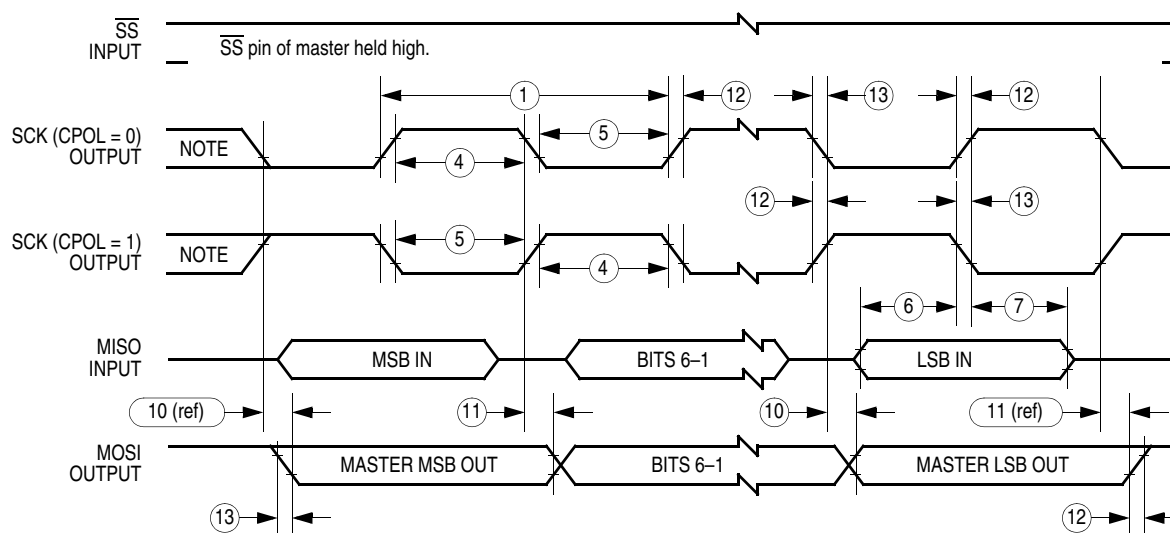 SS
INPUT
SS pin of master held high.
1
12
13
12
SCK (CPOL = 0)
OUTPUT
NOTE
5
4
12
13
SCK (CPOL = 1)
OUTPUT
NOTE
5
4
6
7
MISO
INPUT
MSB IN
BITS 6–1
LSB IN
10 (ref)
11
10
11 (ref)
MOSI
OUTPUT
MASTER MSB OUT
BITS 6–1
MASTER LSB OUT
13
12